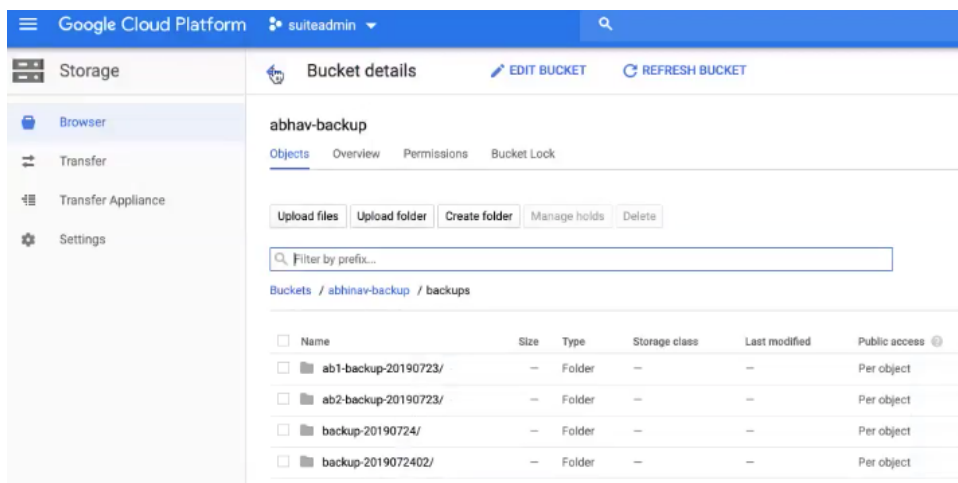 Google Cloud Platform suiteadmin
Storage Bucket details EDIT BUCKET REFRESH BUCKET
Browser
Transfer
Transfer Appliance
Settings
abhav-backup
Objects Overview Permissions Bucket Lock
Upload files Upload folder Create folder Manage holds Delete
Filter by prefix...
Buckets / abhinav-backup / backups
Name Size Type Storage class Last modified Public access
ab1-backup-20190723/ — Folder — — Per object
ab2-backup-20190723/ — Folder — — Per object
backup-20190724/ — Folder — — Per object
backup-2019072402/ — Folder — — Per object